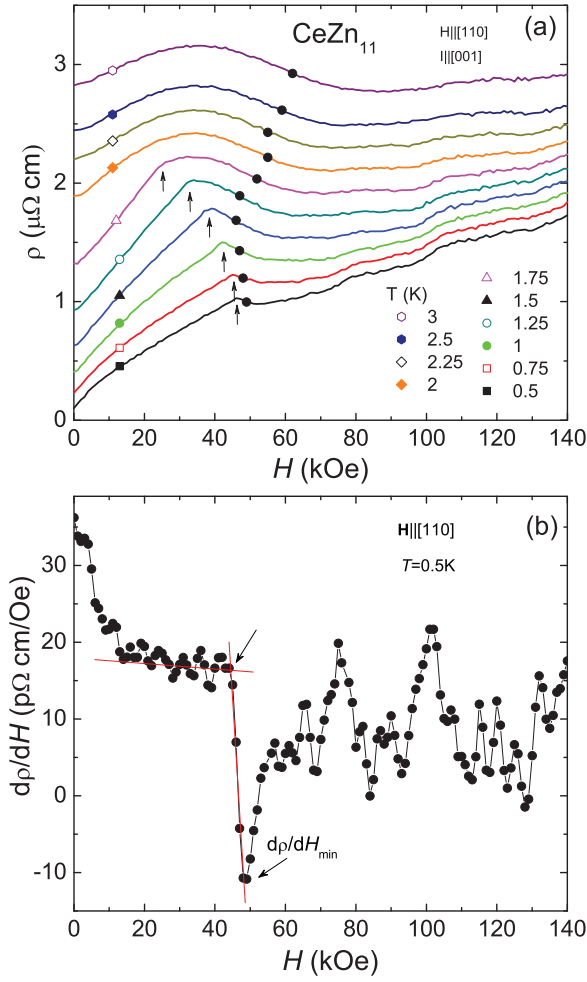 CeZn11
H||[110]
I||[001]
(a)
3
2
1
0
ρ (μΩ cm)
T (K)
3
2.5
2.25
2
1.75
1.5
1.25
1
0.75
0.5
0 20 40 60 80 100 120 140
H (kOe)
(b)
H||[110]
T=0.5K
30
20
10
0
-10
dρ/dH (pΩ cm/Oe)
dρ/dHmin
0 20 40 60 80 100 120 140
H (kOe)